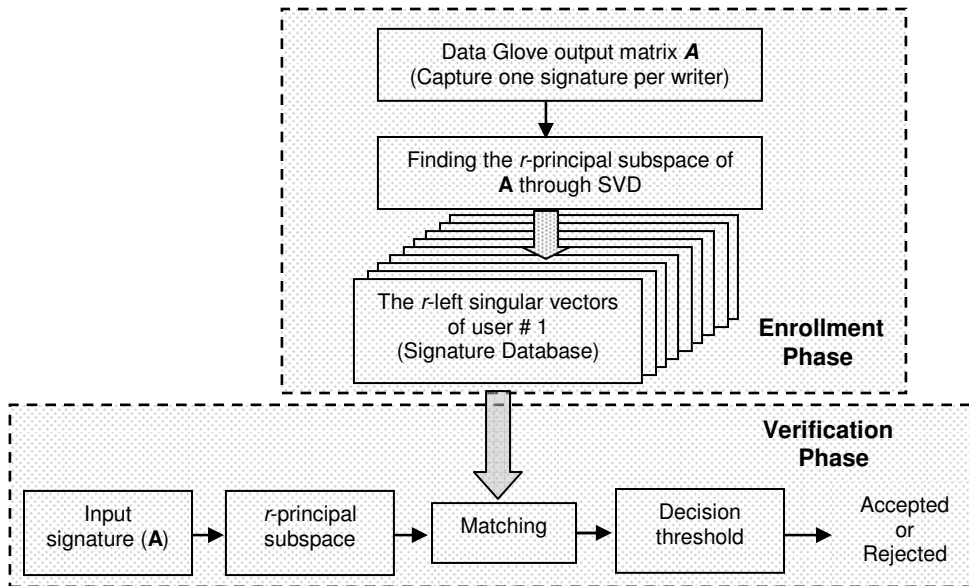 Data Glove output matrix A
(Capture one signature per writer)
Finding the r-principal subspace of
A through SVD
The r-left singular vectors
of user # 1
(Signature Database)
Enrollment
Phase
Verification
Phase
Input
signature (A)
r-principal
subspace
Matching
Decision
threshold
Accepted
or
Rejected